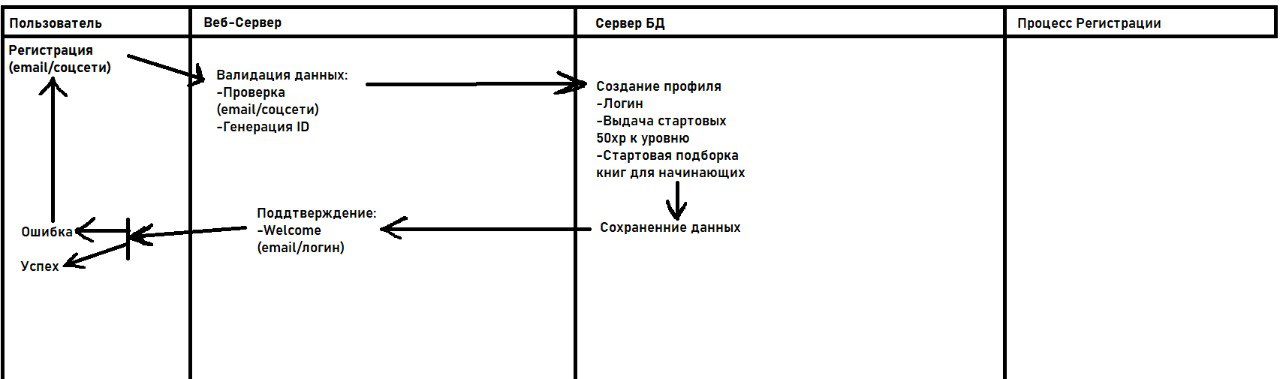 Пользователь
Веб-Сервер
Сервер БД
Процесс Регистрации
Регистрация
(email/соцсети)
Валидация данных:
-Проверка
(email/соцсети)
-Генерация ID
Создание профиля
-Логин
-Выдача стартовых
50хр к уровню
-Стартовая подборка
книг для начинающих
Сохраненние данных
Поддтверждение:
-Welcome
(email/логин)
Ошибка
Успех